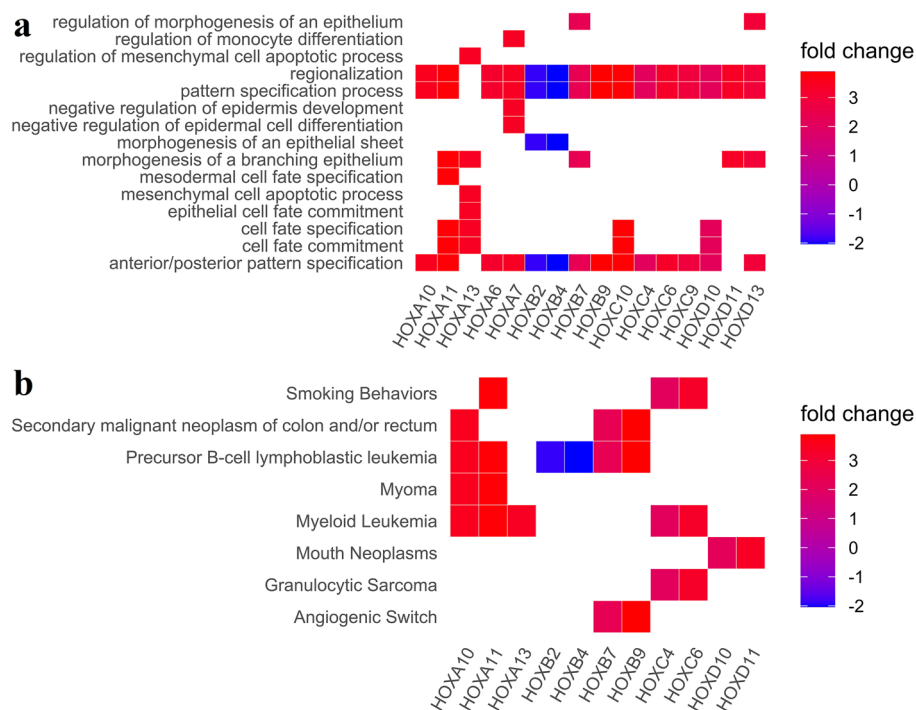 a
regulation of morphogenesis of an epithelium
regulation of monocyte differentiation
regulation of mesenchymal cell apoptotic process
regionalization
pattern specification process
negative regulation of epidermis development
negative regulation of epidermal cell differentiation
morphogenesis of an epithelial sheet
morphogenesis of a branching epithelium
mesodermal cell fate specification
mesenchymal cell apoptotic process
epithelial cell fate commitment
cell fate specification
cell fate commitment
anterior/posterior pattern specification
HOXA10
HOXA11
HOXA13
HOXA6
HOXA7
HOXB2
HOXB4
HOXB7
HOXB9
HOXC10
HOXC4
HOXC6
HOXC9
HOXD10
HOXD11
HOXD13
fold change
3
2
1
0
-1
-2
b
Smoking Behaviors
Secondary malignant neoplasm of colon and/or rectum
Precursor B-cell lymphoblastic leukemia
Myoma
Myeloid Leukemia
Mouth Neoplasms
Granulocytic Sarcoma
Angiogenic Switch
HOXA10
HOXA11
HOXA13
HOXB2
HOXB4
HOXB7
HOXB9
HOXC4
HOXC6
HOXD10
HOXD11
fold change
3
2
1
0
-1
-2